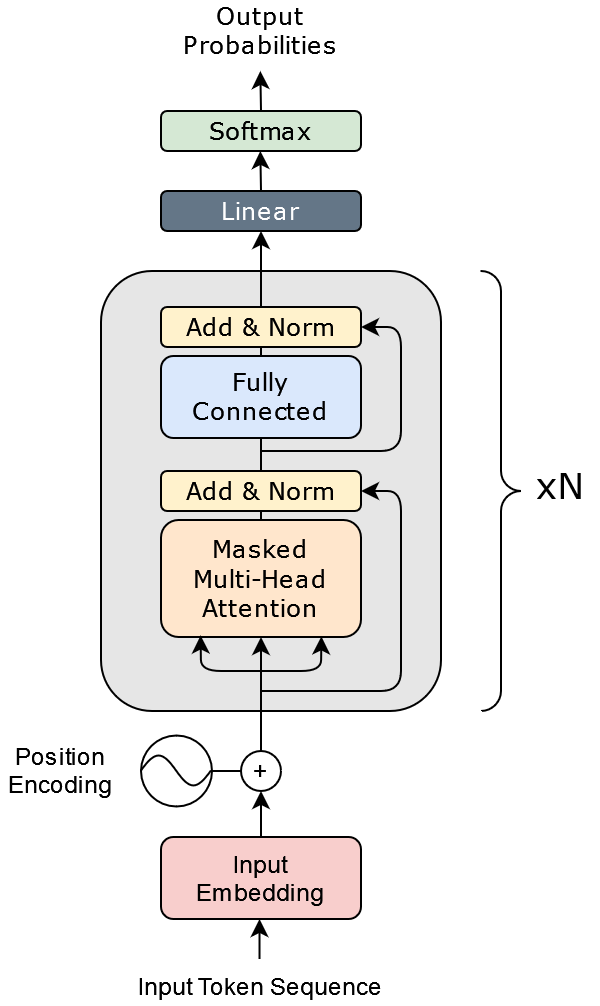 Output
Probabilities
Softmax
Linear
Add & Norm
Fully
Connected
Add & Norm
xN
Masked
Multi-Head
Attention
Position
Encoding
+
Input
Embedding
Input Token Sequence